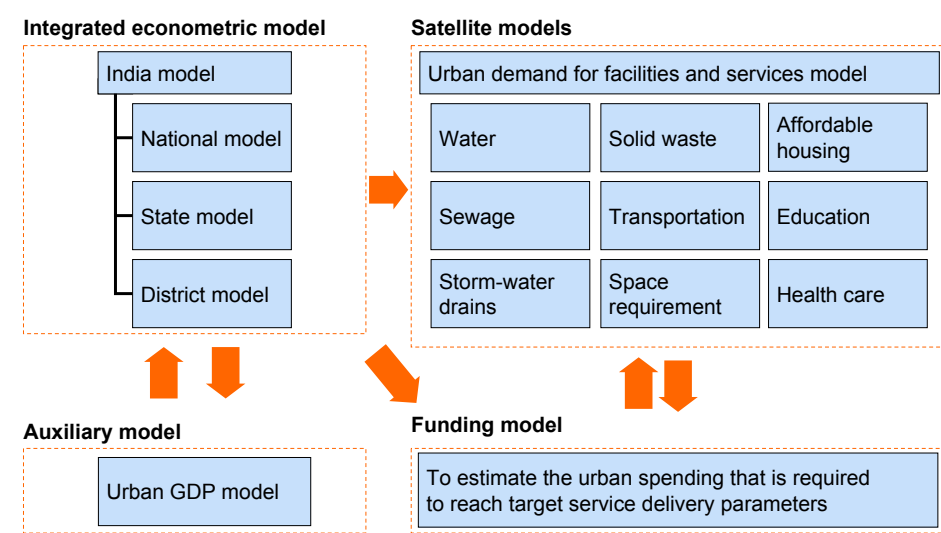 Integrated econometric model
India model
National model
State model
District model
Satellite models
Urban demand for facilities and services model
Water
Solid waste
Affordable
housing
Sewage
Transportation
Education
Storm-water
drains
Space
requirement
Health care
Auxiliary model
Urban GDP model
Funding model
To estimate the urban spending that is required
to reach target service delivery parameters